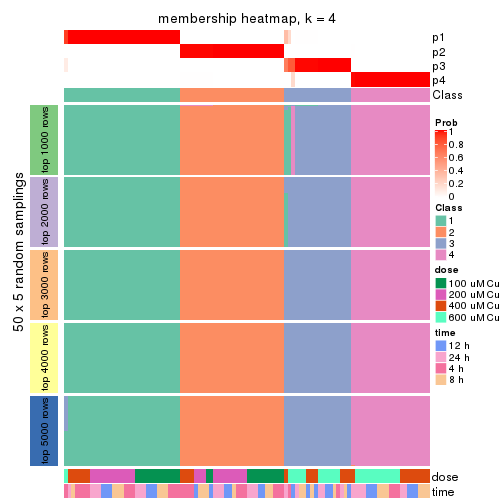 membership heatmap, k = 4
p1
p2
p3
p4
Class
50 x 5 random samplings
top 1000 rows
top 2000 rows
top 3000 rows
top 4000 rows
top 5000 rows
Prob
1
0.8
0.6
0.4
0.2
0
Class
1
2
3
4
dose
100 uM Cu
200 uM Cu
400 uM Cu
600 uM Cu
time
12 h
24 h
4 h
8 h
dose
time